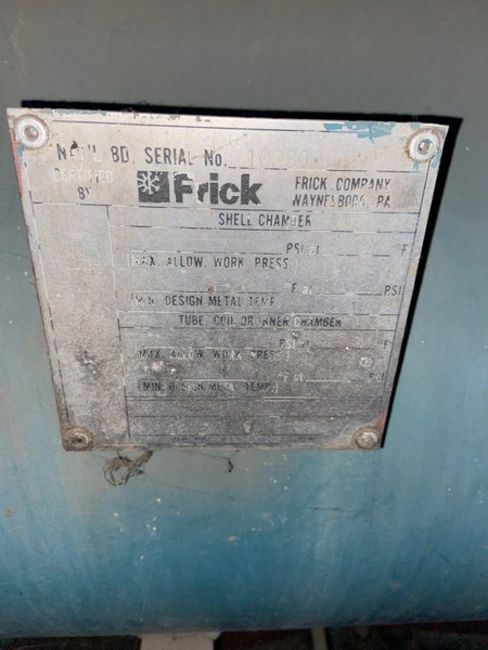 NAT'L BD. SERIAL No.
CERTIFIED BY
Frick
FRICK COMPANY
WAYNESBORO, PA
SHELL CHAMBER
PSI at F
MAX. ALLOW. WORK PRESS.
F at PSI
MIN. DESIGN METAL TEMP.
TUBE, COIL OR INNER CHAMBER
PSI at F
MAX. ALLOW. WORK PRESS.
F at PSI
MIN. DESIGN METAL TEMP.